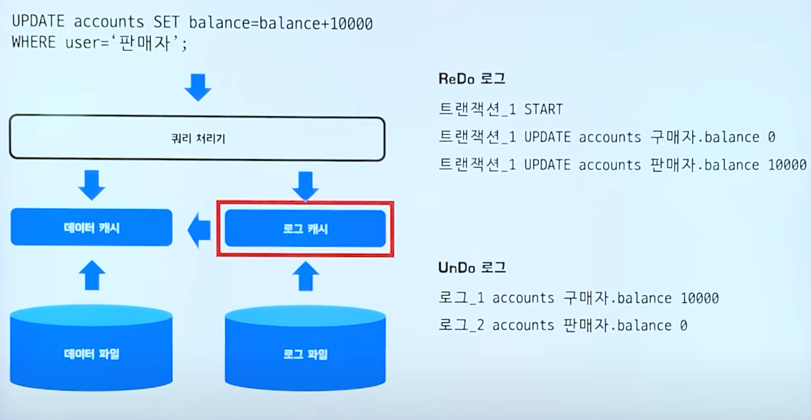 UPDATE accounts SET balance=balance+10000
WHERE user=‘판매자’;
쿼리 처리기
데이터 캐시
로그 캐시
데이터 파일
로그 파일
ReDo 로그
트랜잭션_1 START
트랜잭션_1 UPDATE accounts 구매자.balance 0
트랜잭션_1 UPDATE accounts 판매자.balance 10000
UnDo 로그
로그_1 accounts 구매자.balance 10000
로그_2 accounts 판매자.balance 0